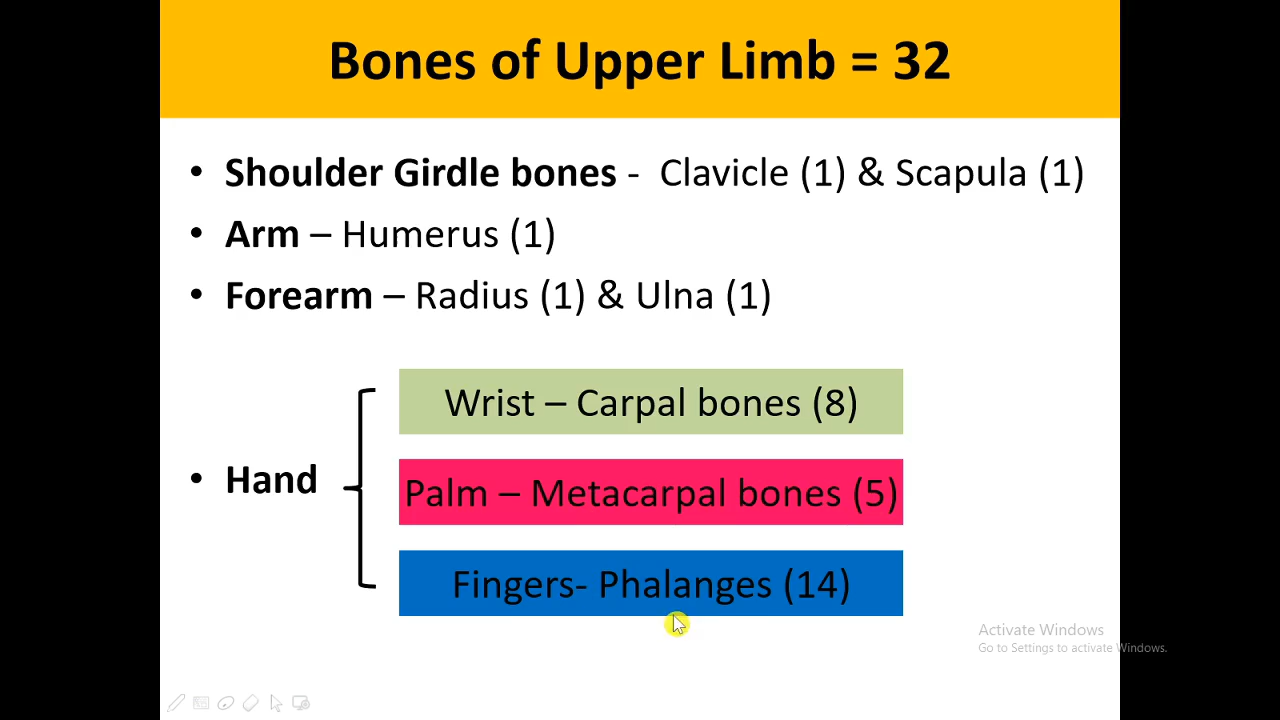 Bones of Upper Limb = 32
• Shoulder Girdle bones - Clavicle (1) & Scapula (1)
• Arm – Humerus (1)
• Forearm – Radius (1) & Ulna (1)
Wrist – Carpal bones (8)
• Hand
Palm – Metacarpal bones (5)
Fingers- Phalanges (14)
Activate Windows
Go to Settings to activate Windows.